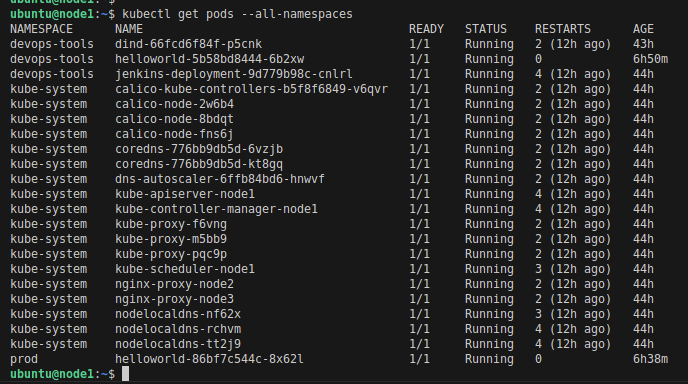 ubuntu@node1:~$
ubuntu@node1:~$ kubectl get pods --all-namespaces
NAMESPACE NAME READY STATUS RESTARTS AGE
devops-tools dind-66fcd6f84f-p5cnk 1/1 Running 2 (12h ago) 43h
devops-tools helloworld-5b58bd8444-6b2xw 1/1 Running 0 6h50m
devops-tools jenkins-deployment-9d779b98c-cnlrl 1/1 Running 4 (12h ago) 44h
kube-system calico-kube-controllers-b5f8f6849-v6qvr 1/1 Running 2 (12h ago) 44h
kube-system calico-node-2w6b4 1/1 Running 2 (12h ago) 44h
kube-system calico-node-8bdqt 1/1 Running 2 (12h ago) 44h
kube-system calico-node-fns6j 1/1 Running 2 (12h ago) 44h
kube-system coredns-776bb9db5d-6vzjb 1/1 Running 2 (12h ago) 44h
kube-system coredns-776bb9db5d-kt8gq 1/1 Running 2 (12h ago) 44h
kube-system dns-autoscaler-6ffb84bd6-hnwvf 1/1 Running 2 (12h ago) 44h
kube-system kube-apiserver-node1 1/1 Running 4 (12h ago) 44h
kube-system kube-controller-manager-node1 1/1 Running 4 (12h ago) 44h
kube-system kube-proxy-f6vng 1/1 Running 2 (12h ago) 44h
kube-system kube-proxy-m5bb9 1/1 Running 2 (12h ago) 44h
kube-system kube-proxy-pqc9p 1/1 Running 2 (12h ago) 44h
kube-system kube-scheduler-node1 1/1 Running 3 (12h ago) 44h
kube-system nginx-proxy-node2 1/1 Running 2 (12h ago) 44h
kube-system nginx-proxy-node3 1/1 Running 2 (12h ago) 44h
kube-system nodelocaldns-nf62x 1/1 Running 3 (12h ago) 44h
kube-system nodelocaldns-rchvm 1/1 Running 4 (12h ago) 44h
kube-system nodelocaldns-tt2j9 1/1 Running 4 (12h ago) 44h
prod helloworld-86bf7c544c-8x62l 1/1 Running 0 6h38m
ubuntu@node1:~$